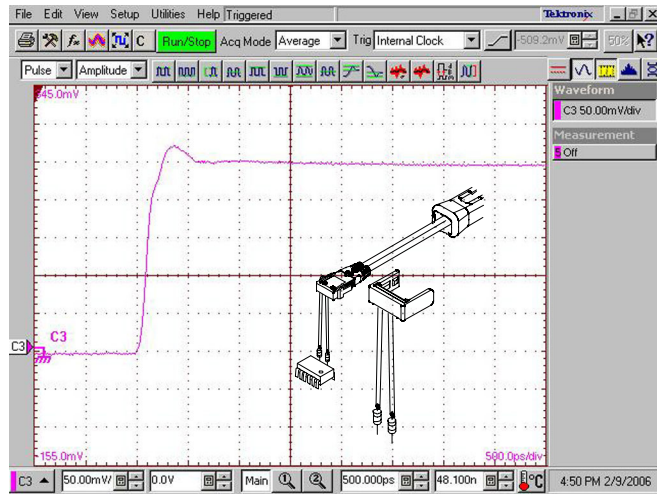 File Edit View Setup Utilities Help Triggered Tektronix
C Run/Stop Acq Mode Average Trig Internal Clock -509.2mV 50%
Pulse Amplitude
345.0mV
Waveform
C3 50.00mV/div
Measurement
5 Off
C3
C3
-155.0mV 500.0ps/div
C3 50.00mV/ 0.0V Main 500.000ps 48.100n °C 4:50 PM 2/9/2006